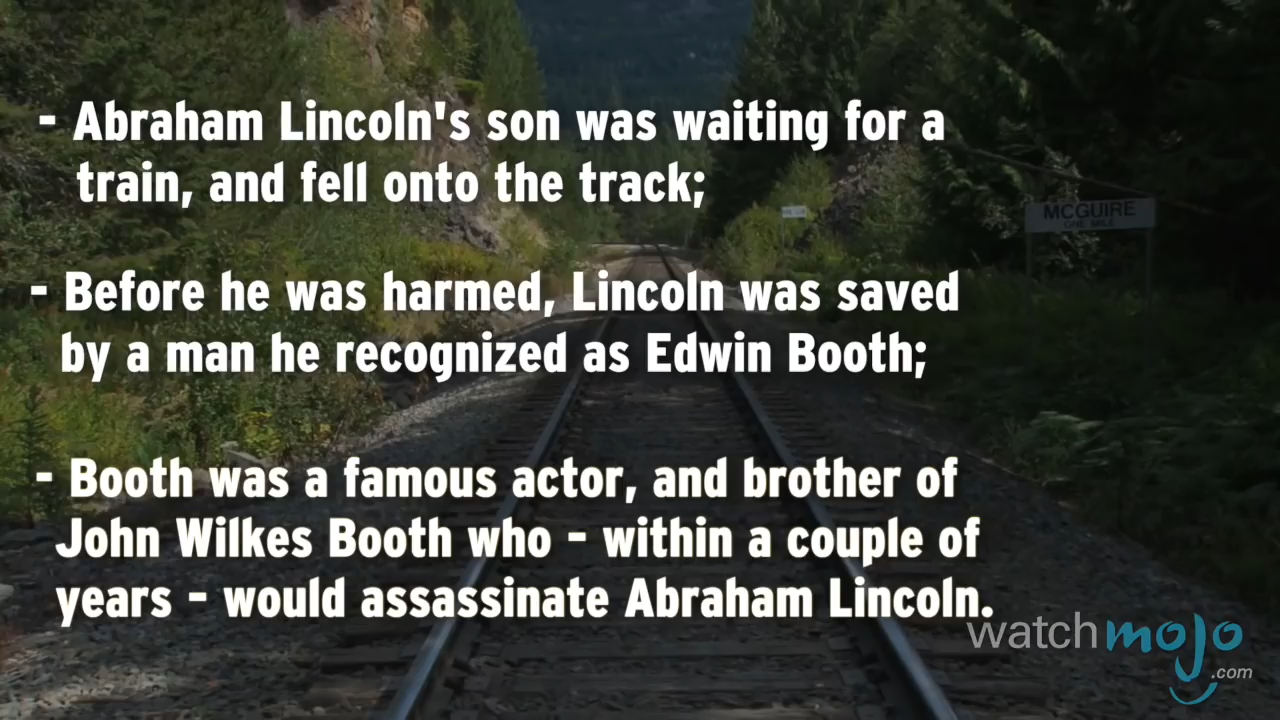 - Abraham Lincoln's son was waiting for a
train, and fell onto the track;
- Before he was harmed, Lincoln was saved
by a man he recognized as Edwin Booth;
- Booth was a famous actor, and brother of
John Wilkes Booth who - within a couple of
years - would assassinate Abraham Lincoln.
MCGUIRE
ONE MILE
watchmojo
.com